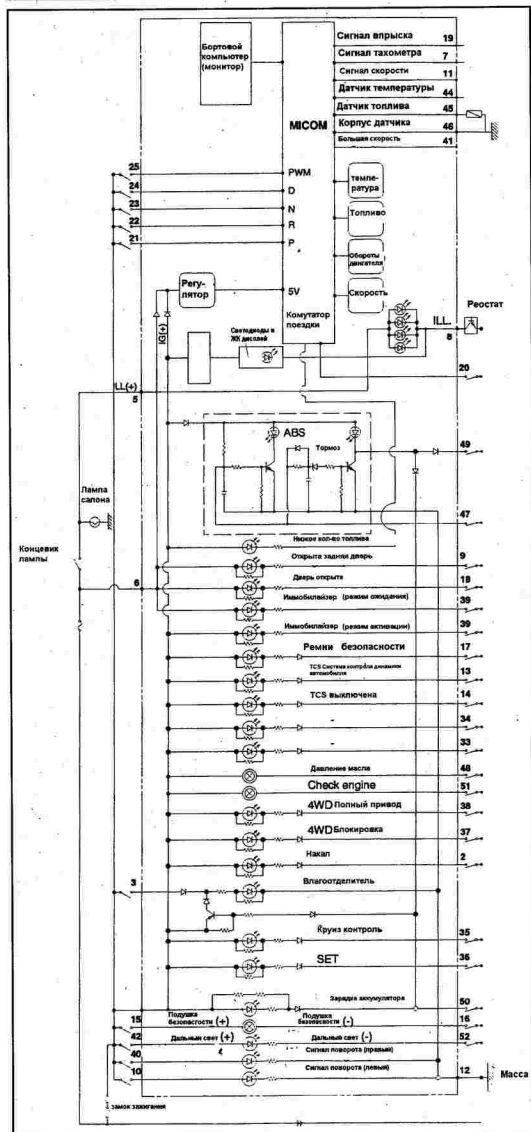 Бортовой
компьютер
(монитор)
MICOM
Сигнал впрыска 19
Сигнал тахометра 7
Сигнал скорости 11
Датчик температуры 44
Датчик топлива 45
Корпус датчика 46
Большая скорость 41
25 PWM
24 D
23 N
22 R
21 P
темпе-
ратура
Топливо
Обороты
двигателя
Скорость
Регу-
лятор
5V
Комутатор
поездки
IG(+)
Светодиоды в
ЖК дисплей
ILL.
8
Реостат
20
ILL(+)
5
ABS
Тормоз
49
47
Лампа
салона
Концевик
лампы
Низкое кол-во топлива
Открыта задняя дверь 9
6 Дверь открыта 18
Иммобилайзер (режим ожидания) 39
Иммобилайзер (режим активации) 39
Ремни безопасности 17
TCS Система контроля динамики
автомобиля 13
TCS выключена 14
- 34
- 33
Давление масла 48
Check engine 51
4WD Полный привод 38
4WD Блокировка 37
Накал 2
3 Влагоотделитель
Круиз контроль 35
SET 36
Зарядка аккумулятора 50
15 Подушка
безопасности (+)
Подушка
безопасности (-) 16
42 Дальный свет (+) Дальный свет (-) 52
40 Сигнал поворота (правый)
10 Сигнал поворота (левый) 12
Масса
замок зажигания